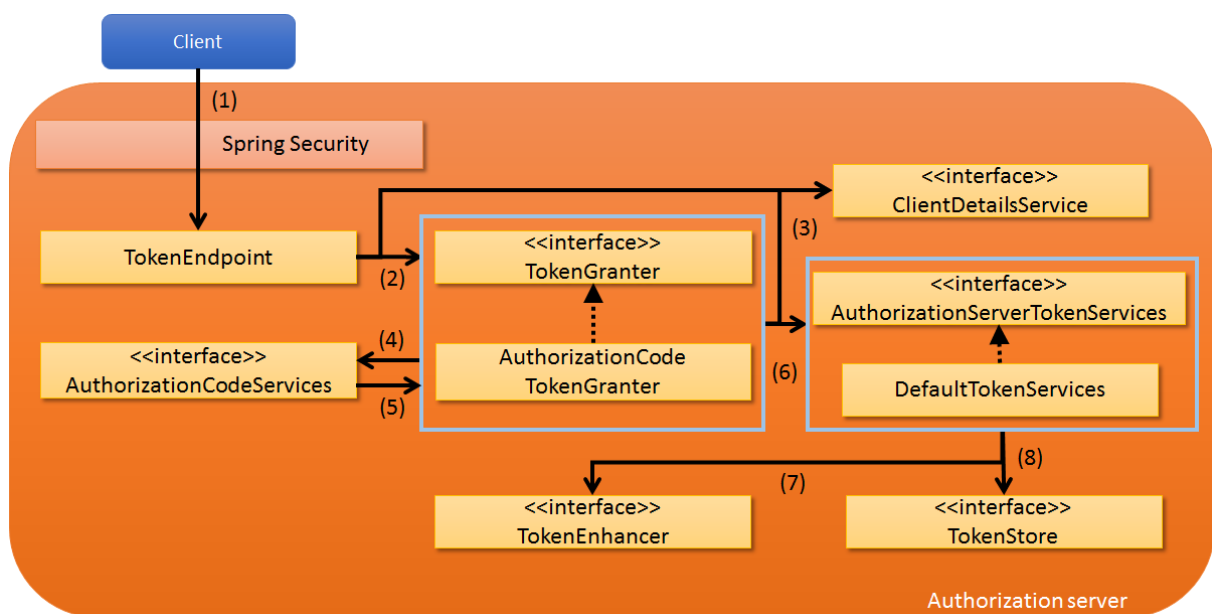 Client
(1)
Spring Security
<<interface>>
ClientDetailsService
(3)
TokenEndpoint
(2)
<<interface>>
TokenGranter
<<interface>>
AuthorizationServerTokenServices
<<interface>>
AuthorizationCodeServices
(4)
(5)
AuthorizationCode
TokenGranter
(6)
DefaultTokenServices
(7)
(8)
<<interface>>
TokenEnhancer
<<interface>>
TokenStore
Authorization server